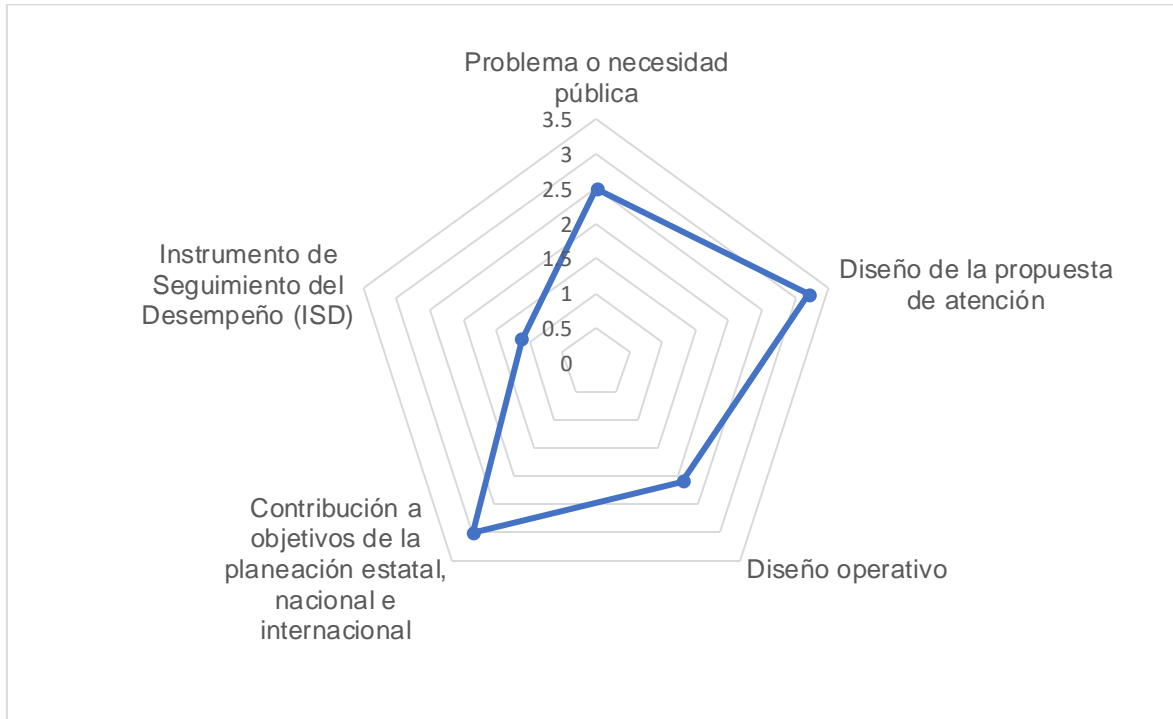 Problema o necesidad
pública
3.5
3
2.5
2
1.5
1
0.5
0
Diseño de la propuesta
de atención
Diseño operativo
Contribución a
objetivos de la
planeación estatal,
nacional e
internacional
Instrumento de
Seguimiento del
Desempeño (ISD)